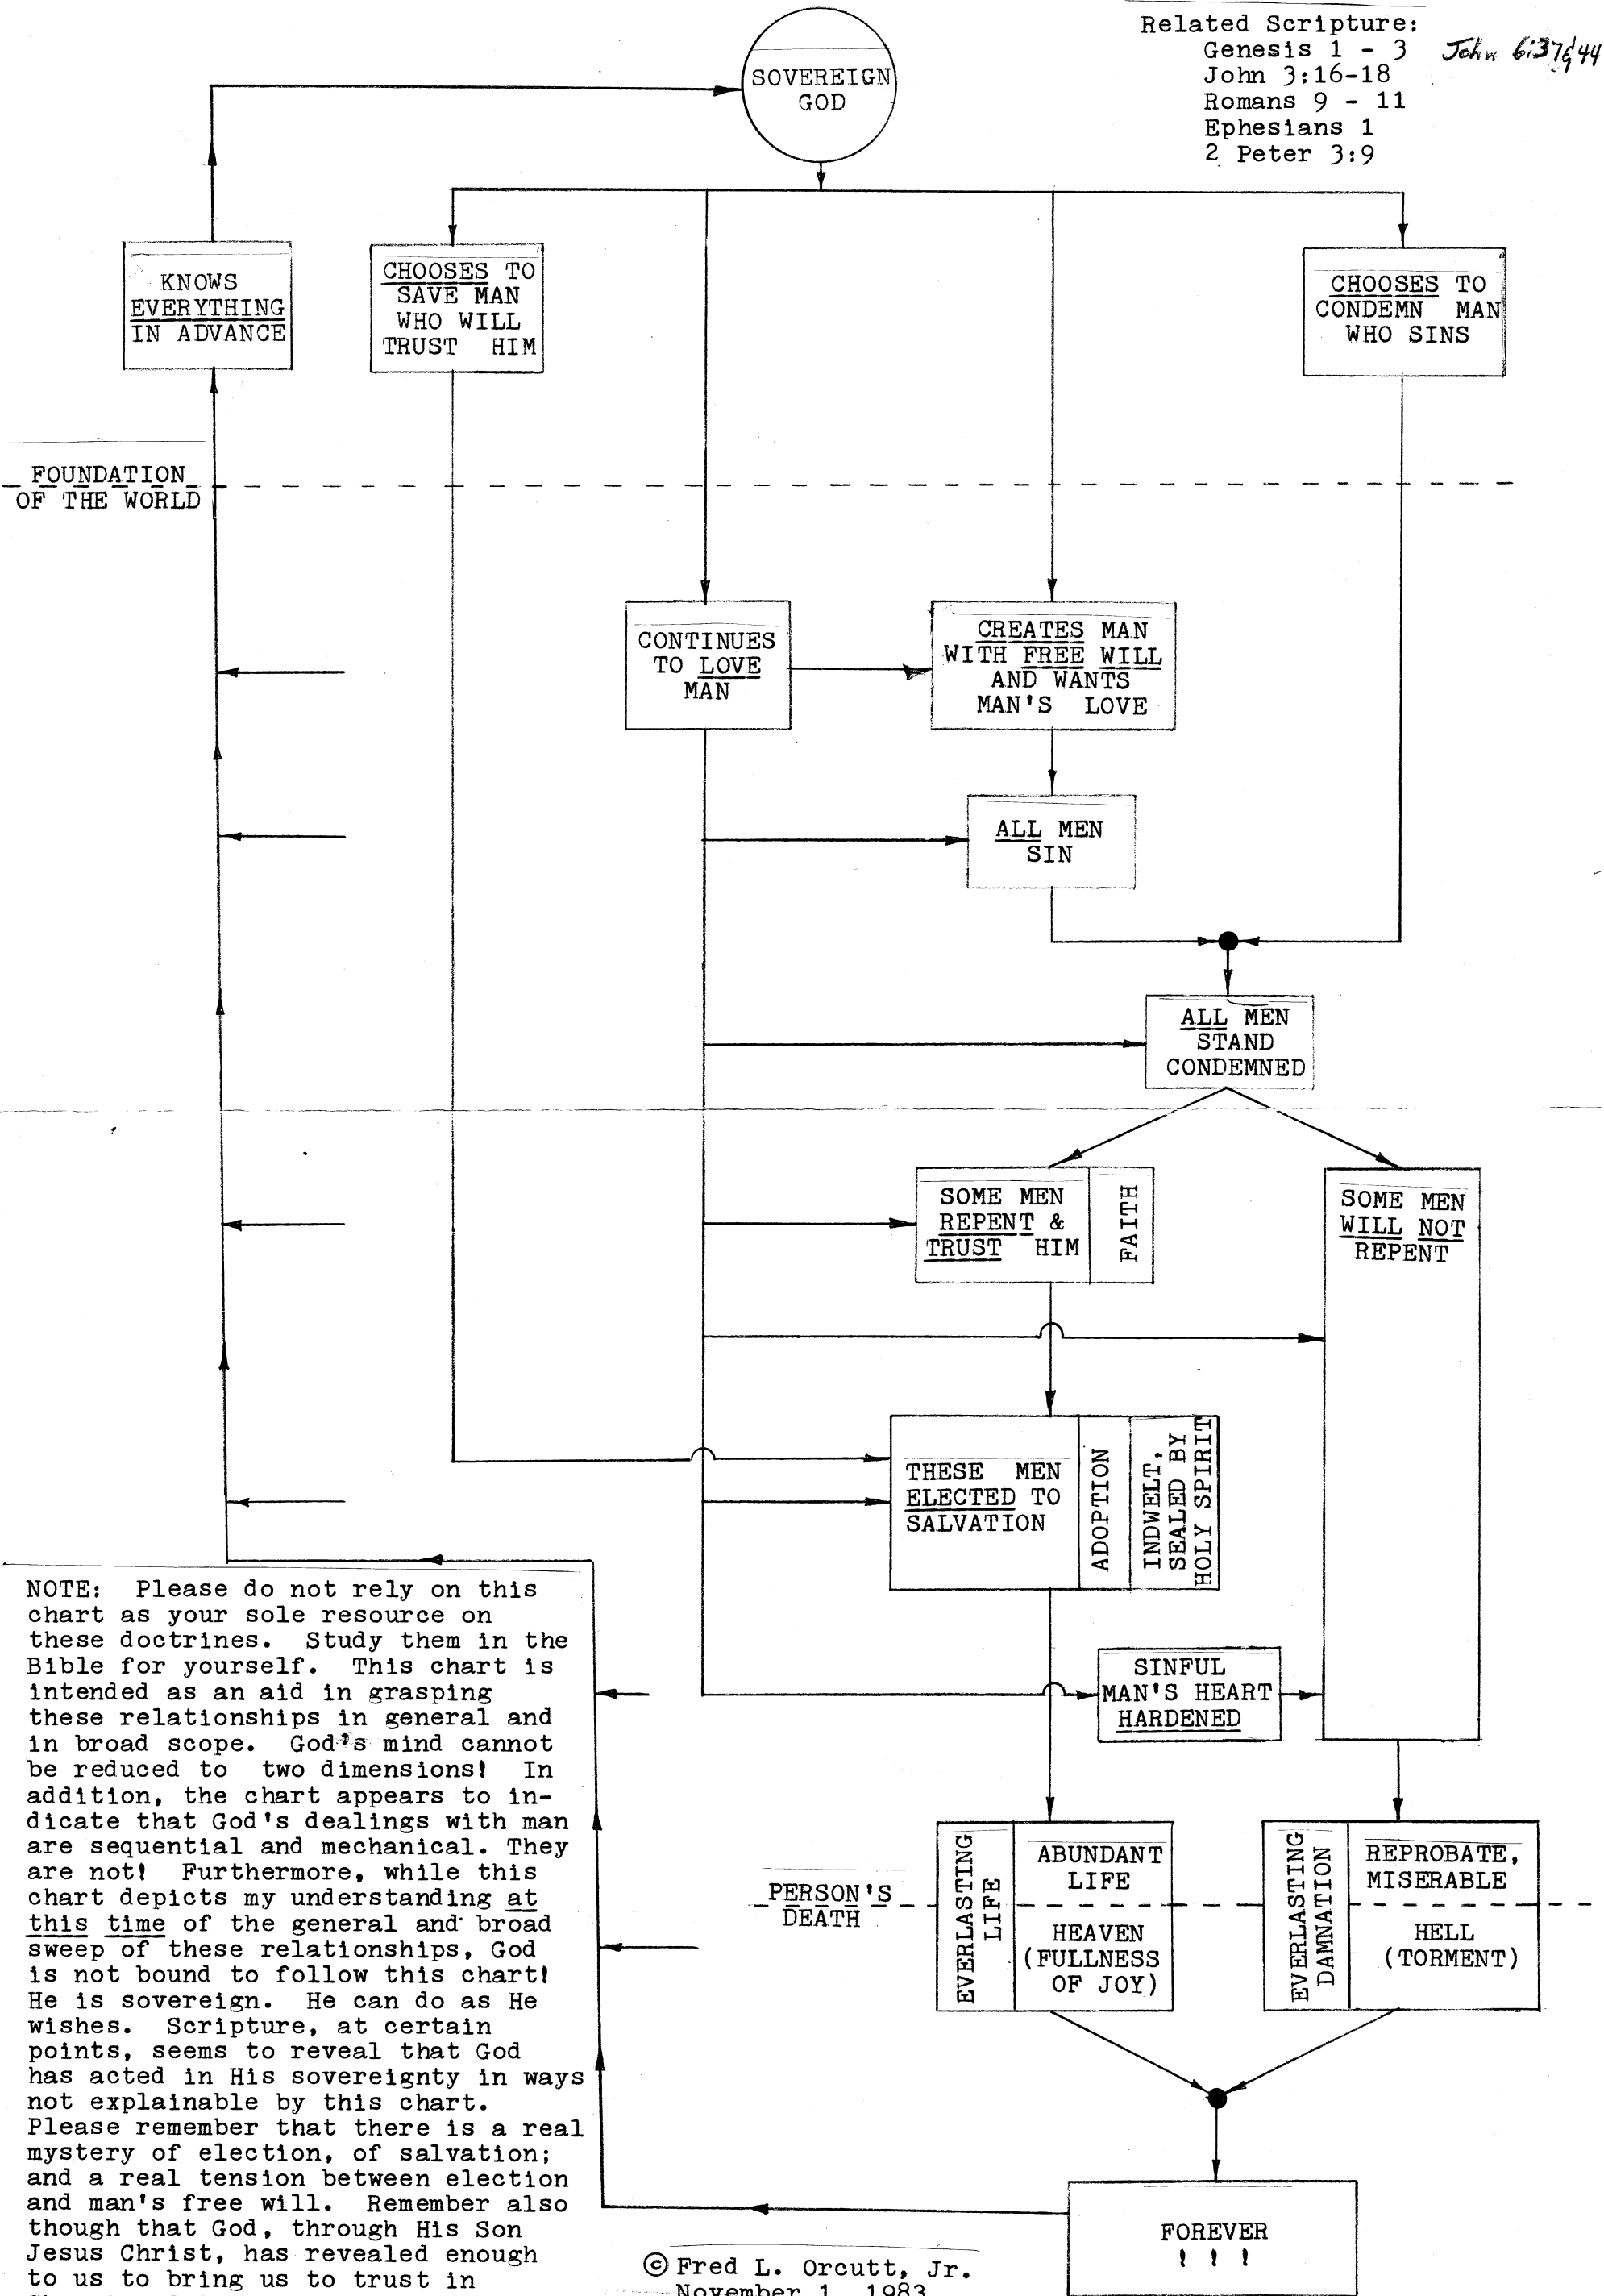 Related Scripture:
Genesis 1 - 3
John 6:37&44
John 3:16-18
Romans 9 - 11
Ephesians 1
2 Peter 3:9
SOVEREIGN
GOD
KNOWS
EVERYTHING
IN ADVANCE
CHOOSES TO
SAVE MAN
WHO WILL
TRUST HIM
CHOOSES TO
CONDEMN MAN
WHO SINS
FOUNDATION
OF THE WORLD
CONTINUES
TO LOVE
MAN
CREATES MAN
WITH FREE WILL
AND WANTS
MAN'S LOVE
ALL MEN
SIN
ALL MEN
STAND
CONDEMNED
SOME MEN
REPENT &
TRUST HIM
FAITH
SOME MEN
WILL NOT
REPENT
THESE MEN
ELECTED TO
SALVATION
ADOPTION
INDWELT,
SEALED BY
HOLY SPIRIT
SINFUL
MAN'S HEART
HARDENED
PERSON'S
DEATH
EVERLASTING
LIFE
ABUNDANT
LIFE
HEAVEN
(FULLNESS
OF JOY)
EVERLASTING
DAMNATION
REPROBATE,
MISERABLE
HELL
(TORMENT)
FOREVER
! ! !
NOTE: Please do not rely on this
chart as your sole resource on
these doctrines. Study them in the
Bible for yourself. This chart is
intended as an aid in grasping
these relationships in general and
in broad scope. God's mind cannot
be reduced to two dimensions! In
addition, the chart appears to in-
dicate that God's dealings with man
are sequential and mechanical. They
are not! Furthermore, while this
chart depicts my understanding at
this time of the general and broad
sweep of these relationships, God
is not bound to follow this chart!
He is sovereign. He can do as He
wishes. Scripture, at certain
points, seems to reveal that God
has acted in His sovereignty in ways
not explainable by this chart.
Please remember that there is a real
mystery of election, of salvation;
and a real tension between election
and man's free will. Remember also
though that God, through His Son
Jesus Christ, has revealed enough
to us to bring us to trust in
© Fred L. Orcutt, Jr.
November 1, 1983